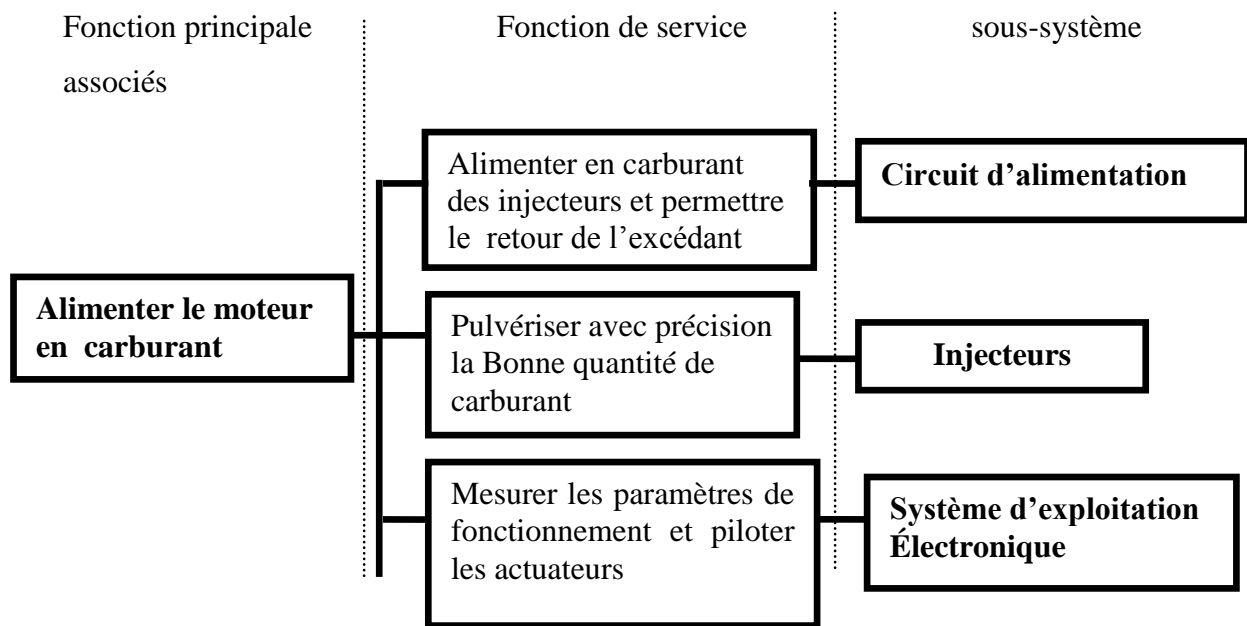 Fonction principale
associés
Fonction de service
sous-système
Alimenter le moteur
en carburant
Alimenter en carburant
des injecteurs et permettre
le retour de l’excédant
Circuit d’alimentation
Pulvériser avec précision
la Bonne quantité de
carburant
Injecteurs
Mesurer les paramètres de
fonctionnement et piloter
les actuateurs
Système d’exploitation
Électronique